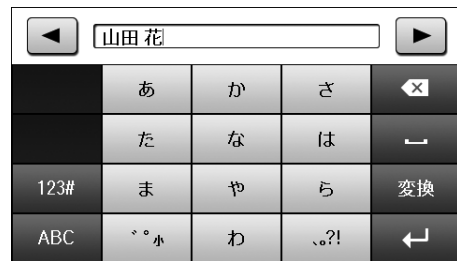 山田 花
あ か さ
た な は
123# ま や ら 変換
ABC ゛゜小 わ 、。?!